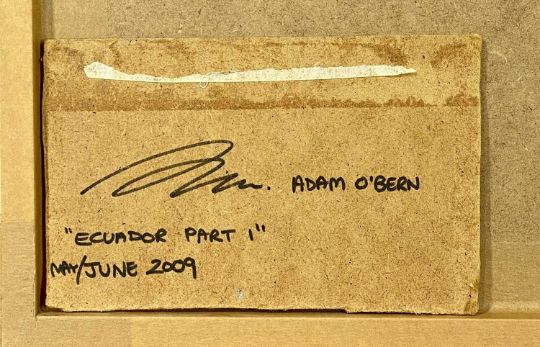 ADAM O'BERN
"ECUADOR PART 1"
MAY/JUNE 2009